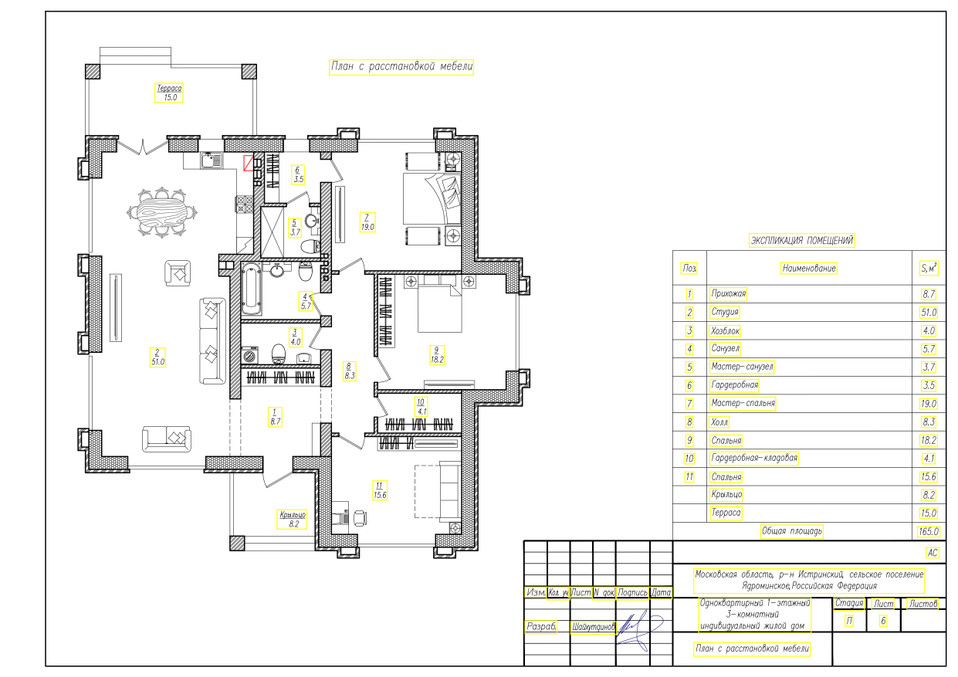 План с расстановкой мебели
Терраса
15.0
6
3.5
5
3.7
7
19.0
4
5.7
3
4.0
2
51.0
8
8.3
9
18.2
10
4.1
1
8.7
11
15.6
Крыльцо
8.2
ЭКСПЛИКАЦИЯ ПОМЕЩЕНИЙ
Поз. Наименование S, м²
1 Прихожая 8.7
2 Студия 51.0
3 Хозблок 4.0
4 Санузел 5.7
5 Мастер-санузел 3.7
6 Гардеробная 3.5
7 Мастер-спальня 19.0
8 Холл 8.3
9 Спальня 18.2
10 Гардеробная-кладовая 4.1
11 Спальня 15.6
Крыльцо 8.2
Терраса 15.0
Общая площадь 165.0
АС
Московская область, р-н Истринский, сельское поселение
Ядроминское, Российская Федерация
Изм. Кол. уч Лист N док Подпись Дата
Одноквартирный 1-этажный
3-комнатный
индивидуальный жилой дом
Стадия Лист Листов
П 6
Разраб. Шайхутдинов
План с расстановкой мебели